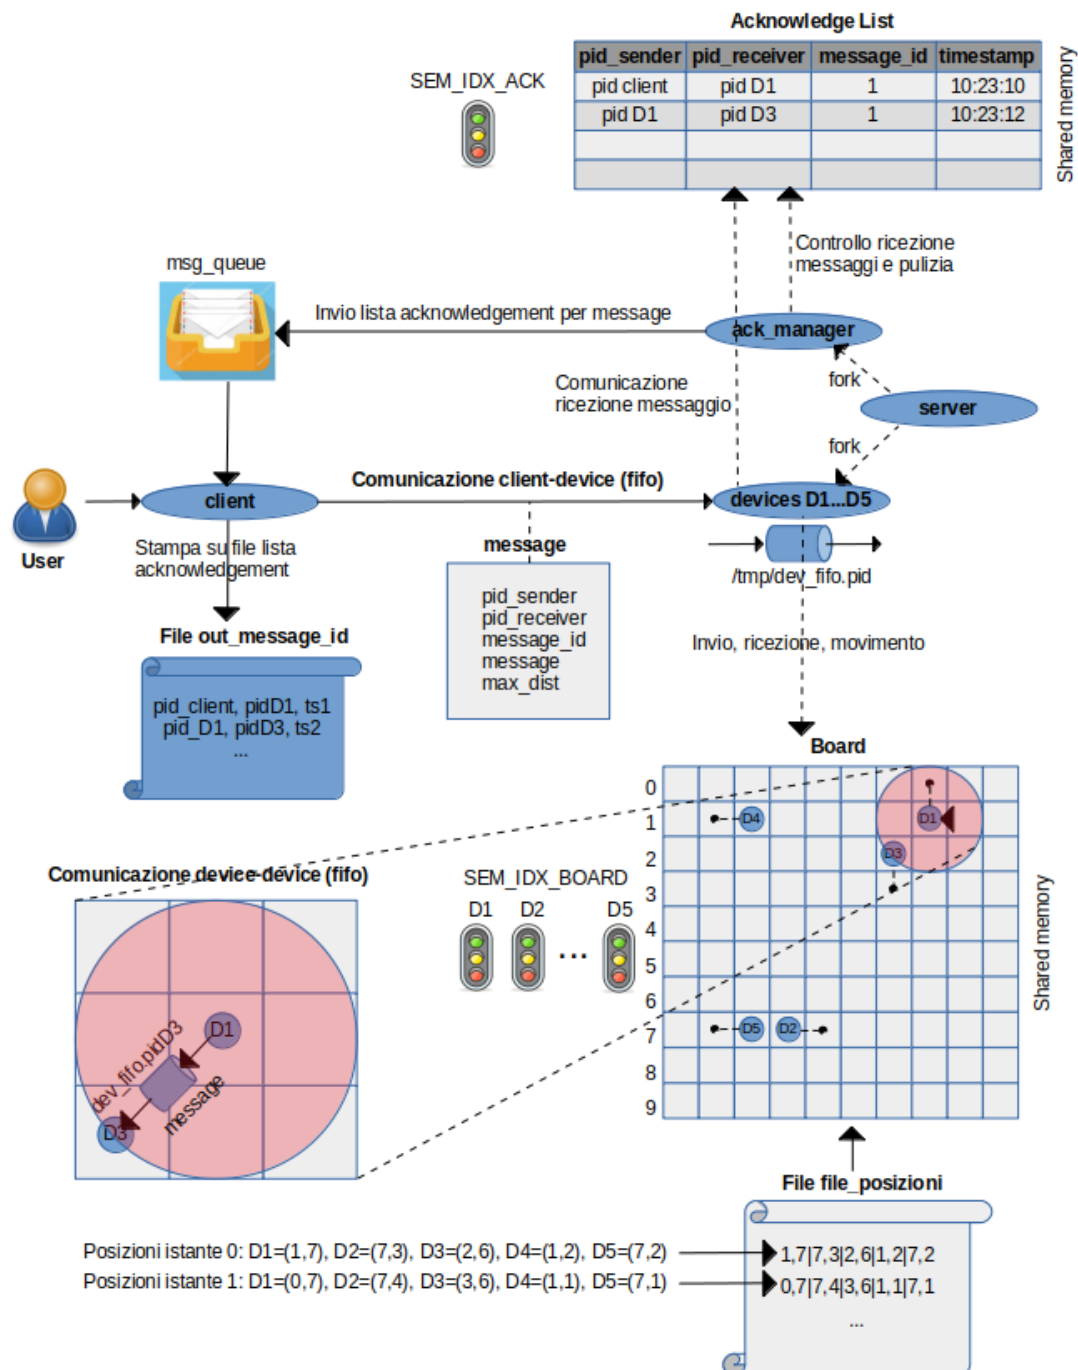 Acknowledge List
pid_sender pid_receiver message_id timestamp
pid client pid D1 1 10:23:10
pid D1 pid D3 1 10:23:12
Shared memory
SEM_IDX_ACK
Controllo ricezione
messaggi e pulizia
msg_queue
Invio lista acknowledgement per message
ack_manager
Comunicazione
ricezione messaggio
fork
server
fork
Comunicazione client-device (fifo)
client
devices D1...D5
User
Stampa su file lista
acknowledgement
message
pid_sender
pid_receiver
message_id
message
max_dist
/tmp/dev_fifo.pid
File out_message_id
pid_client, pidD1, ts1
pid_D1, pidD3, ts2
...
Invio, ricezione, movimento
Board
0
1
2
3
4
5
6
7
8
9
D4
D1
D3
D5
D2
Shared memory
Comunicazione device-device (fifo)
D1
dev_fifo.pidD3
message
D3
SEM_IDX_BOARD
D1 D2 ... D5
File file_posizioni
Posizioni istante 0: D1=(1,7), D2=(7,3), D3=(2,6), D4=(1,2), D5=(7,2)
1,7|7,3|2,6|1,2|7,2
Posizioni istante 1: D1=(0,7), D2=(7,4), D3=(3,6), D4=(1,1), D5=(7,1)
0,7|7,4|3,6|1,1|7,1
...